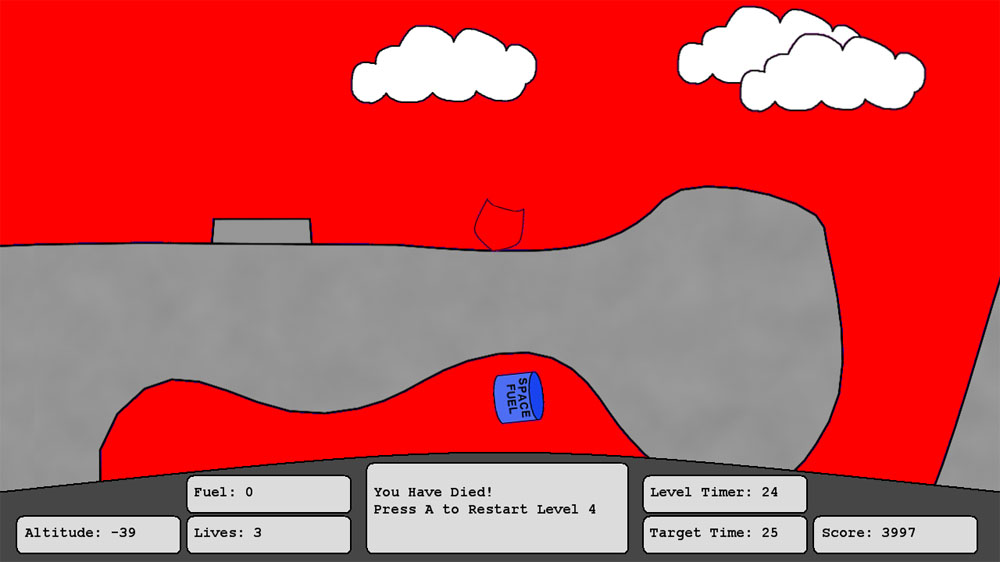 SPACE
FUEL
Fuel: 0
You Have Died!
Press A to Restart Level 4
Level Timer: 24
Altitude: -39
Lives: 3
Target Time: 25
Score: 3997